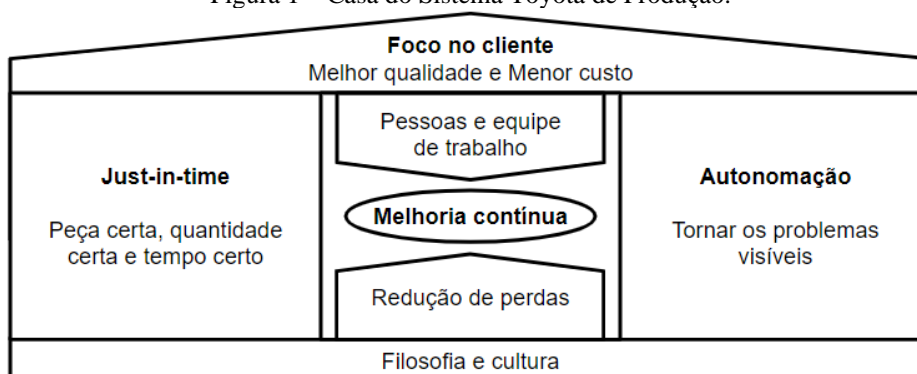 Figura 1 – Casa do Sistema Toyota de Produção.
Foco no cliente
Melhor qualidade e Menor custo
Pessoas e equipe
de trabalho
Just-in-time
Peça certa, quantidade
certa e tempo certo
Melhoria contínua
Redução de perdas
Autonomação
Tornar os problemas
visíveis
Filosofia e cultura